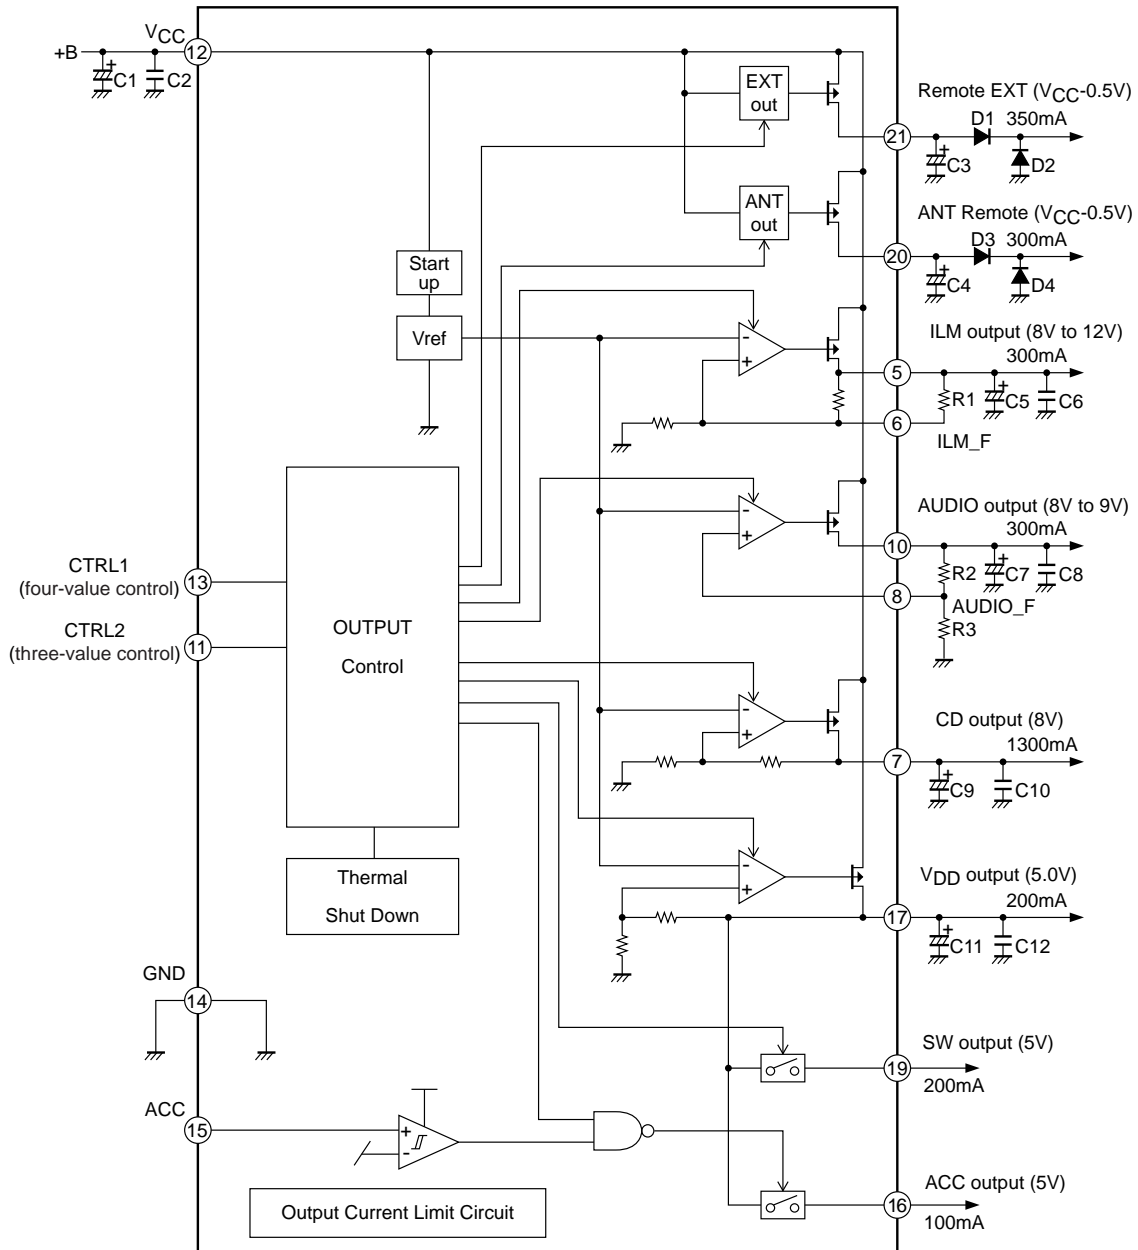 VCC
+B
12
C1
C2
EXT
out
Remote EXT (VCC-0.5V)
D1
350mA
21
+
C3
D2
ANT
out
ANT Remote (VCC-0.5V)
D3
300mA
20
+
C4
D4
Start
up
Vref
-
+
ILM output (8V to 12V)
300mA
5
R1
+
C5
C6
6
ILM_F
-
+
AUDIO output (8V to 9V)
300mA
10
R2
+
C7
C8
8
AUDIO_F
R3
CTRL1
(four-value control)
13
CTRL2
(three-value control)
11
OUTPUT
Control
-
+
CD output (8V)
1300mA
7
+
C9
C10
Thermal
Shut Down
-
+
VDD output (5.0V)
200mA
17
+
C11
C12
GND
14
SW output (5V)
19
200mA
ACC
15
+
-
ACC output (5V)
16
100mA
Output Current Limit Circuit